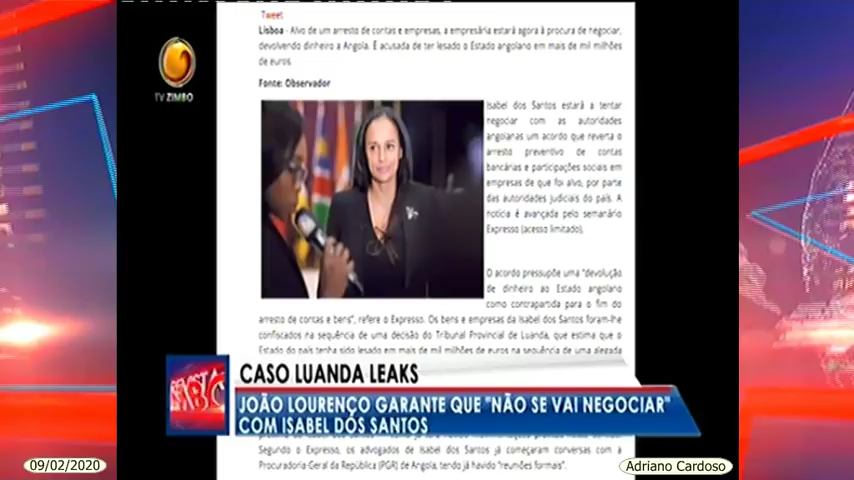 Tweet
Lisboa - Alvo de um arresto de contas e empresas, a empresária estará agora à procura de negociar,
devolvendo dinheiro a Angola. É acusada de ter lesado o Estado angolano em mais de mil milhões
de euros.
Fonte: Observador
TV ZIMBO
Isabel dos Santos estará a tentar
negociar com as autoridades
angolianas um acordo que reverta o
arresto preventivo de contas
bancárias e participações sociais em
empresas de que foi alvo, por parte
das autoridades judiciais do país. A
notícia é avançada pelo semanário
Expresso (acesso limitado).
O acordo pressupõe uma "devolução
de dinheiro ao Estado angolano
como contrapartida para o fim do
arresto de contas e bens", refere o Expresso. Os bens e empresas da Isabel dos Santos foram-lhe
confiscados na sequência de uma decisão do Tribunal Provincial de Luanda, que estima que o
Estado do país tenha sido lesado em mais de mil milhões de euros na sequência de uma alegada
CASO LUANDA LEAKS
JOÃO LOURENÇO GARANTE QUE "NÃO SE VAI NEGOCIAR"
COM ISABEL DOS SANTOS
Segundo o Expresso, os advogados de Isabel dos Santos já começaram conversas com a
Procuradoria-Geral da República (PGR) de Angola, tendo já havido "reuniões formais".
09/02/2020
Adriano Cardoso